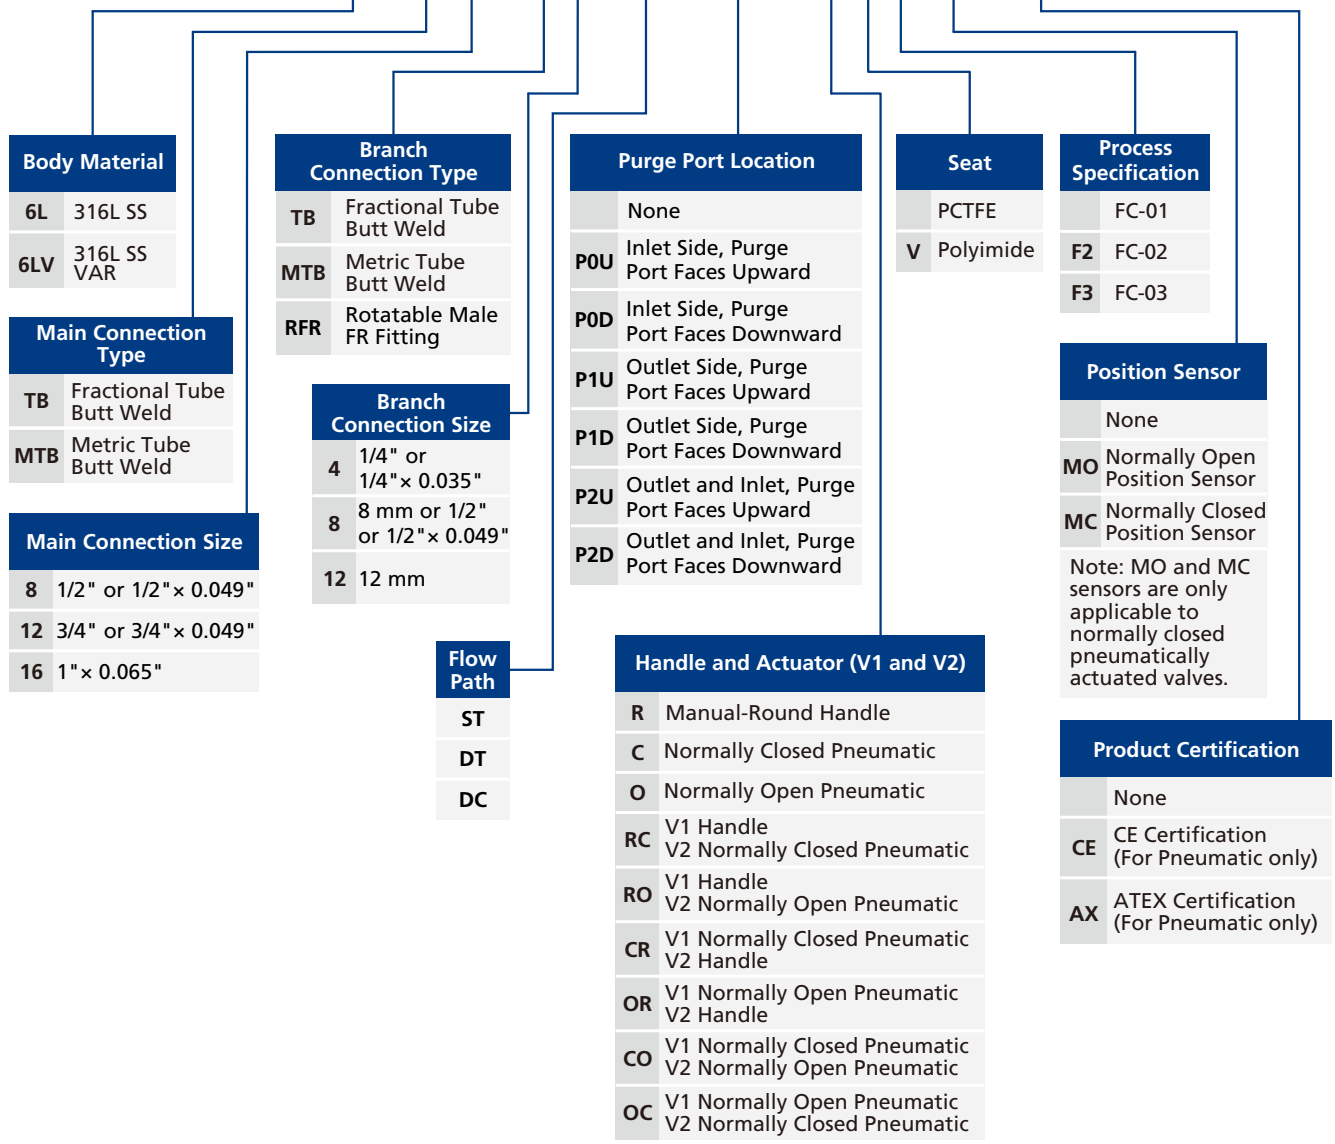 Body Material
6L 316L SS
6LV 316L SS
VAR
Main Connection
Type
TB Fractional Tube
Butt Weld
MTB Metric Tube
Butt Weld
Main Connection Size
8 1/2" or 1/2"× 0.049"
12 3/4" or 3/4"× 0.049"
16 1"× 0.065"
Branch
Connection Type
TB Fractional Tube
Butt Weld
MTB Metric Tube
Butt Weld
RFR Rotatable Male
FR Fitting
Branch
Connection Size
4 1/4" or
1/4"× 0.035"
8 8 mm or 1/2"
or 1/2"× 0.049"
12 12 mm
Flow
Path
ST
DT
DC
Purge Port Location
None
P0U Inlet Side, Purge
Port Faces Upward
P0D Inlet Side, Purge
Port Faces Downward
P1U Outlet Side, Purge
Port Faces Upward
P1D Outlet Side, Purge
Port Faces Downward
P2U Outlet and Inlet, Purge
Port Faces Upward
P2D Outlet and Inlet, Purge
Port Faces Downward
Handle and Actuator (V1 and V2)
R Manual-Round Handle
C Normally Closed Pneumatic
O Normally Open Pneumatic
RC V1 Handle
V2 Normally Closed Pneumatic
RO V1 Handle
V2 Normally Open Pneumatic
CR V1 Normally Closed Pneumatic
V2 Handle
OR V1 Normally Open Pneumatic
V2 Handle
CO V1 Normally Closed Pneumatic
V2 Normally Open Pneumatic
OC V1 Normally Open Pneumatic
V2 Normally Closed Pneumatic
Seat
PCTFE
V Polyimide
Process
Specification
FC-01
F2 FC-02
F3 FC-03
Position Sensor
None
MO Normally Open
Position Sensor
MC Normally Closed
Position Sensor
Note: MO and MC
sensors are only
applicable to
normally closed
pneumatically
actuated valves.
Product Certification
None
CE CE Certification
(For Pneumatic only)
AX ATEX Certification
(For Pneumatic only)